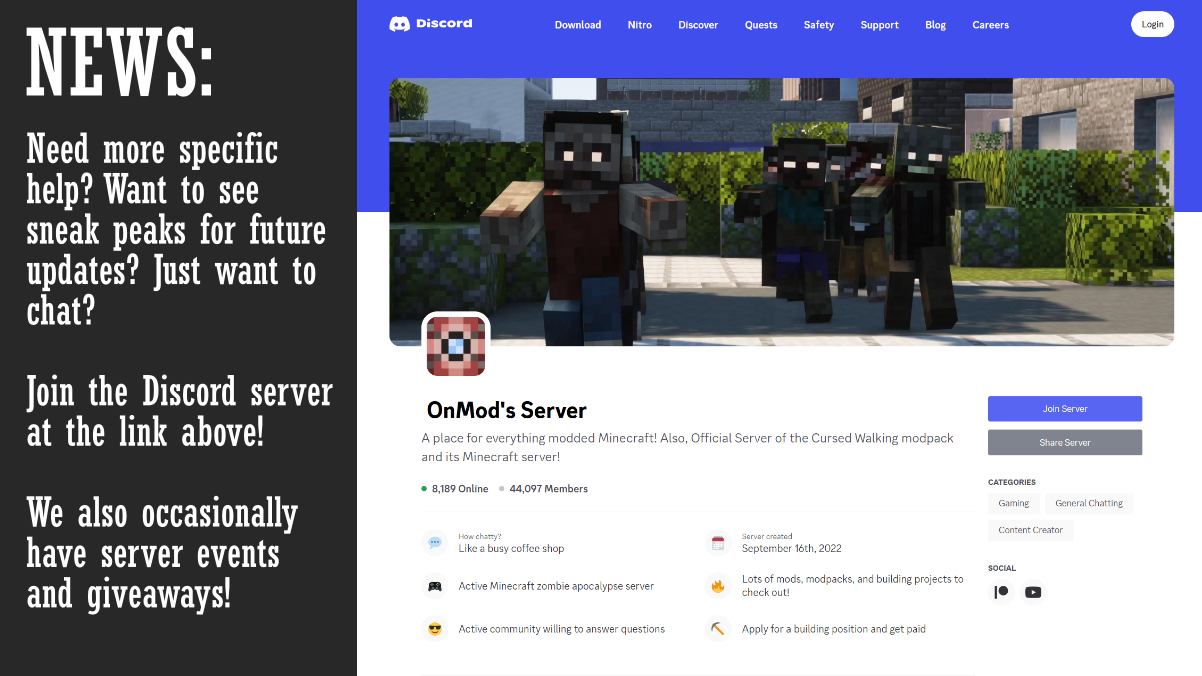 NEWS:
Need more specific
help? Want to see
sneak peaks for future
updates? Just want to
chat?
Join the Discord server
at the link above!
We also occasionally
have server events
and giveaways!
Discord
Download Nitro Discover Quests Safety Support Blog Careers
Login
OnMod's Server
A place for everything modded Minecraft! Also, Official Server of the Cursed Walking modpack
and its Minecraft server!
8,189 Online 44,097 Members
How chatty?
Like a busy coffee shop
Server created
September 16th, 2022
Active Minecraft zombie apocalypse server
Lots of mods, modpacks, and building projects to
check out!
Active community willing to answer questions
Apply for a building position and get paid
Join Server
Share Server
CATEGORIES
Gaming General Chatting
Content Creator
SOCIAL